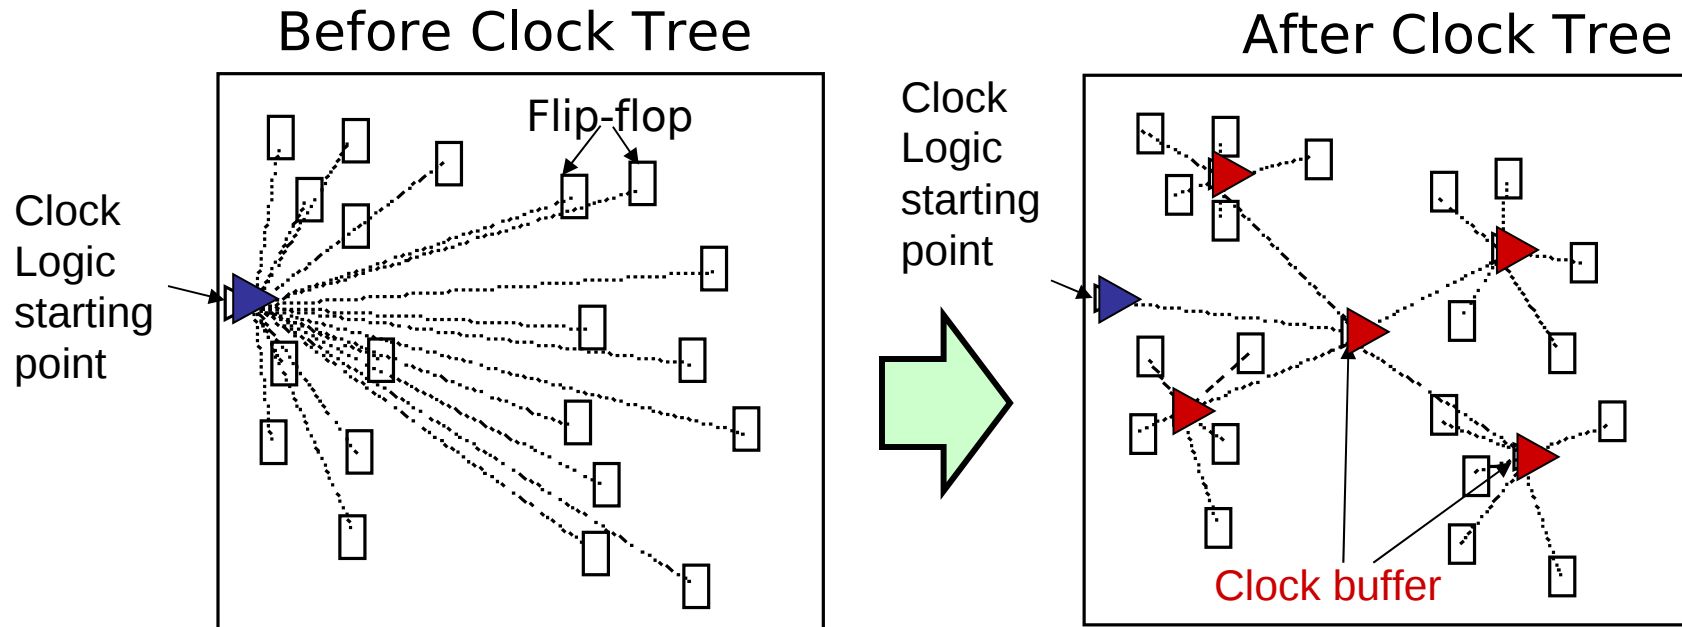 Before Clock Tree
After Clock Tree
Flip-flop
Clock
Logic
starting
point
Clock
Logic
starting
point
Clock buffer